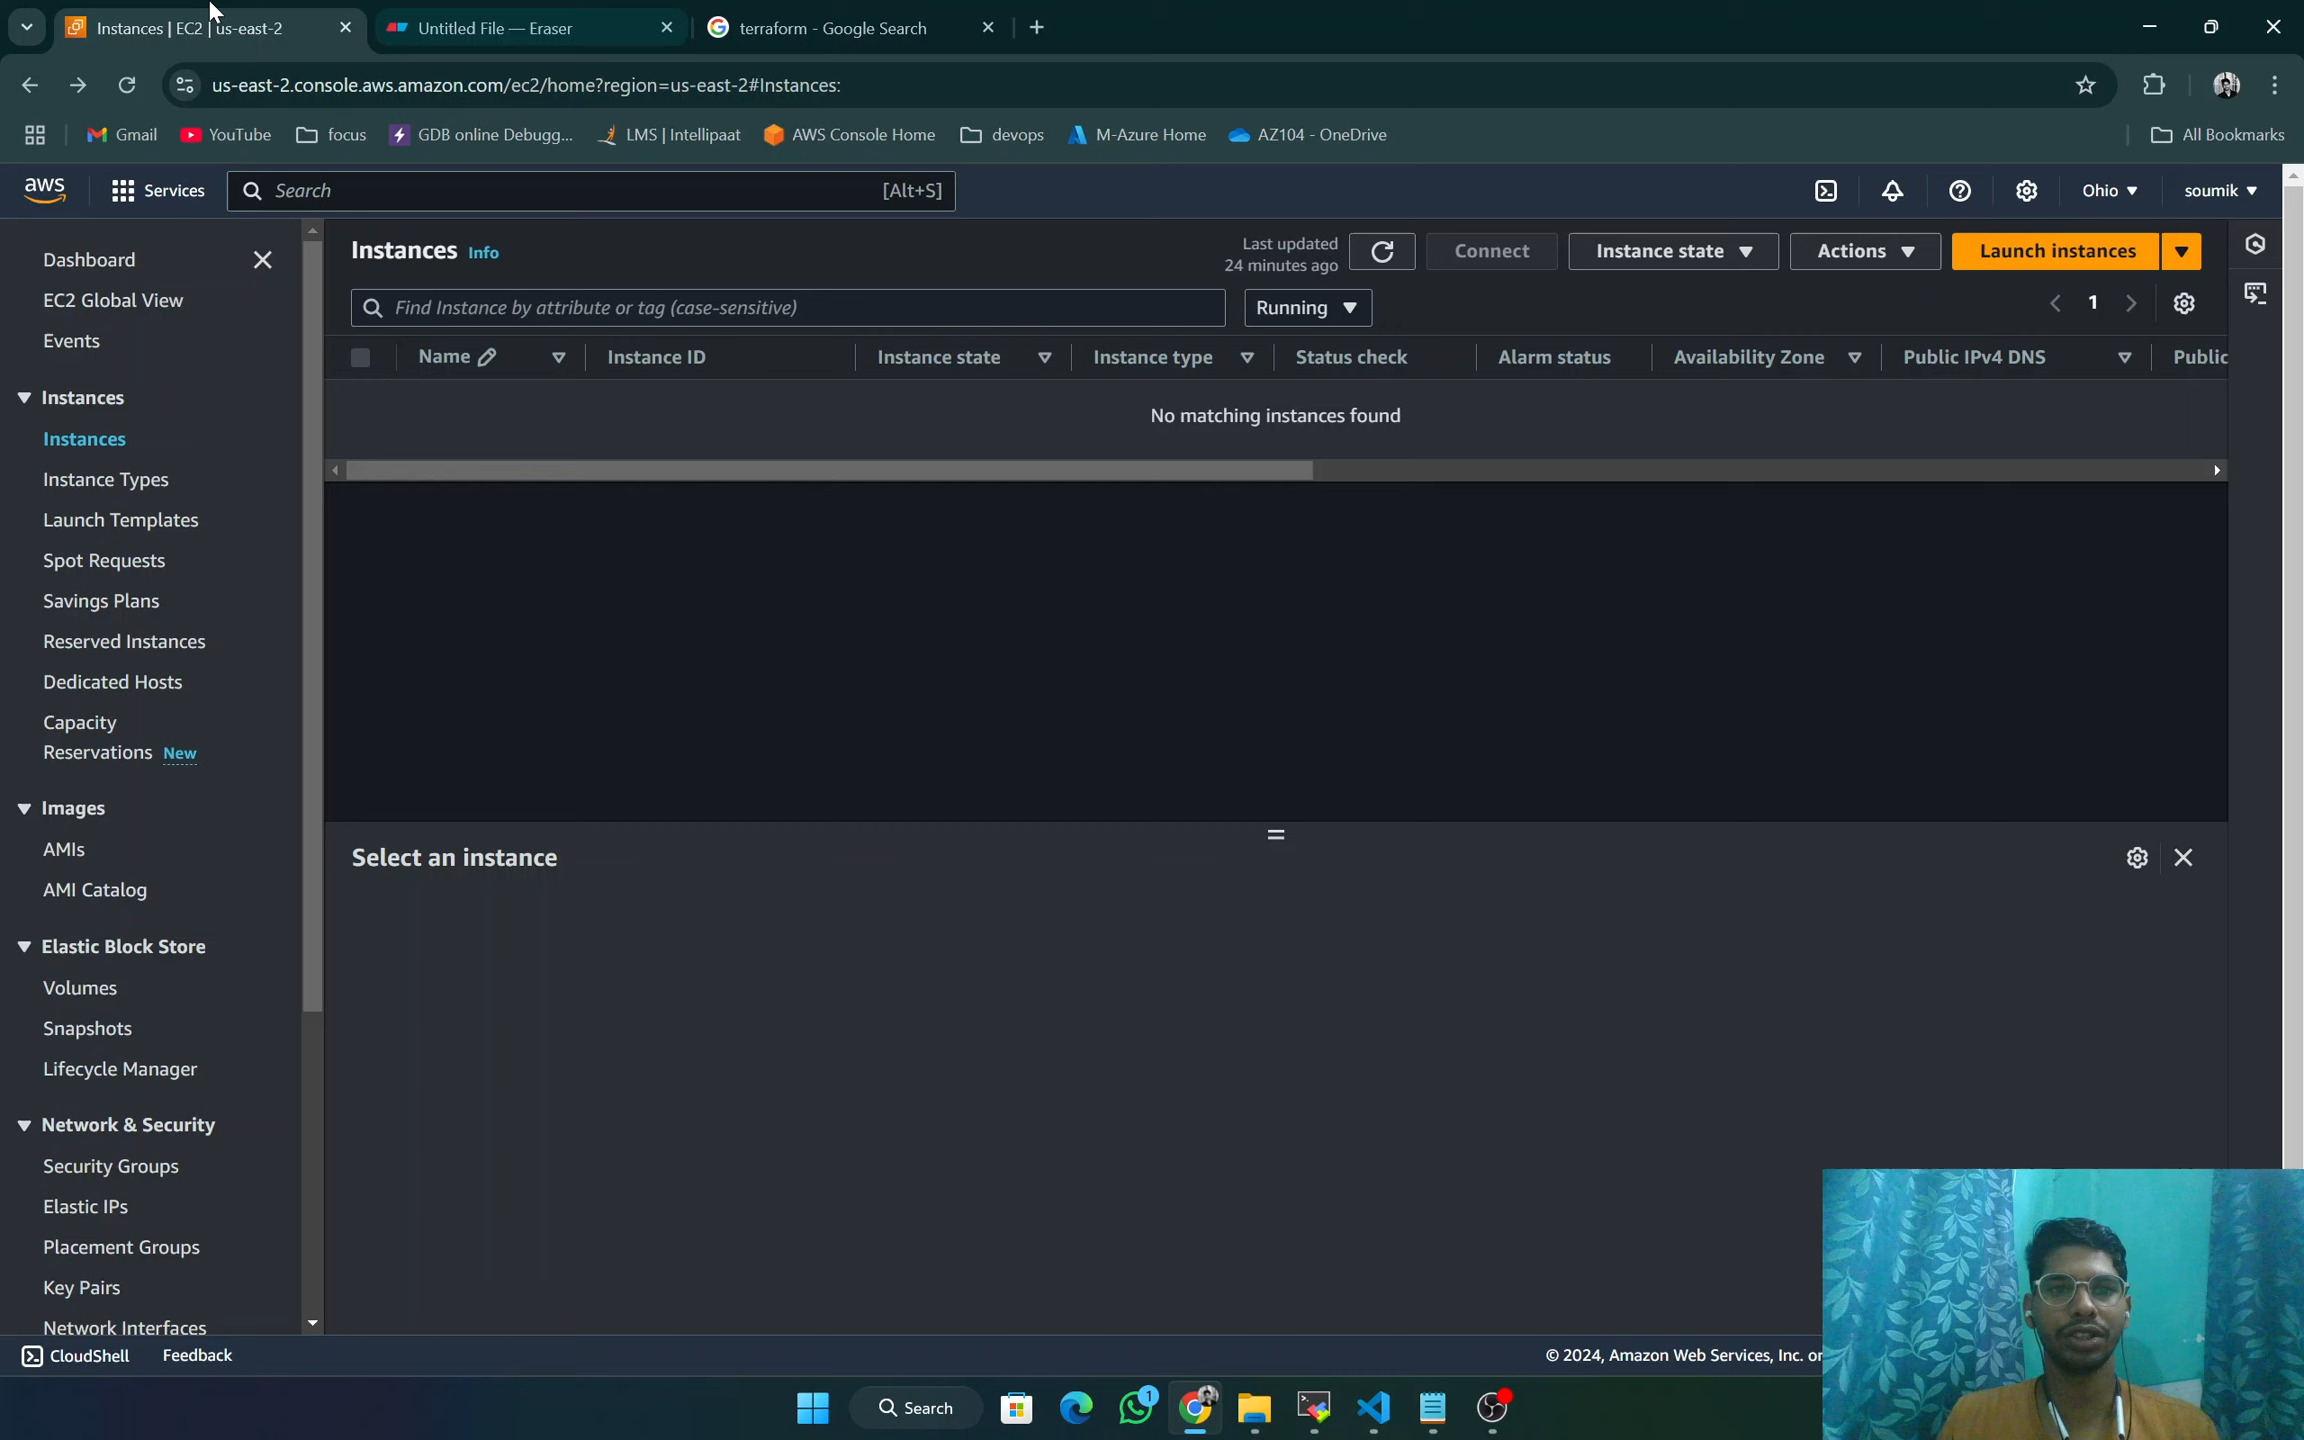 Instances | EC2 | us-east-2
Untitled File — Eraser
terraform - Google Search
us-east-2.console.aws.amazon.com/ec2/home?region=us-east-2#Instances:
Gmail
YouTube
focus
GDB online Debugg...
LMS | Intellipaat
AWS Console Home
devops
M-Azure Home
AZ104 - OneDrive
All Bookmarks
aws
Services
Search
[Alt+S]
Ohio
soumik
Dashboard
EC2 Global View
Events
Instances
Instances
Instance Types
Launch Templates
Spot Requests
Savings Plans
Reserved Instances
Dedicated Hosts
Capacity
Reservations New
Images
AMIs
AMI Catalog
Elastic Block Store
Volumes
Snapshots
Lifecycle Manager
Network & Security
Security Groups
Elastic IPs
Placement Groups
Key Pairs
Network Interfaces
Instances Info
Last updated
24 minutes ago
Connect
Instance state
Actions
Launch instances
Find Instance by attribute or tag (case-sensitive)
Running
1
Name
Instance ID
Instance state
Instance type
Status check
Alarm status
Availability Zone
Public IPv4 DNS
Public
No matching instances found
Select an instance
CloudShell
Feedback
© 2024, Amazon Web Services, Inc. or
Search
1